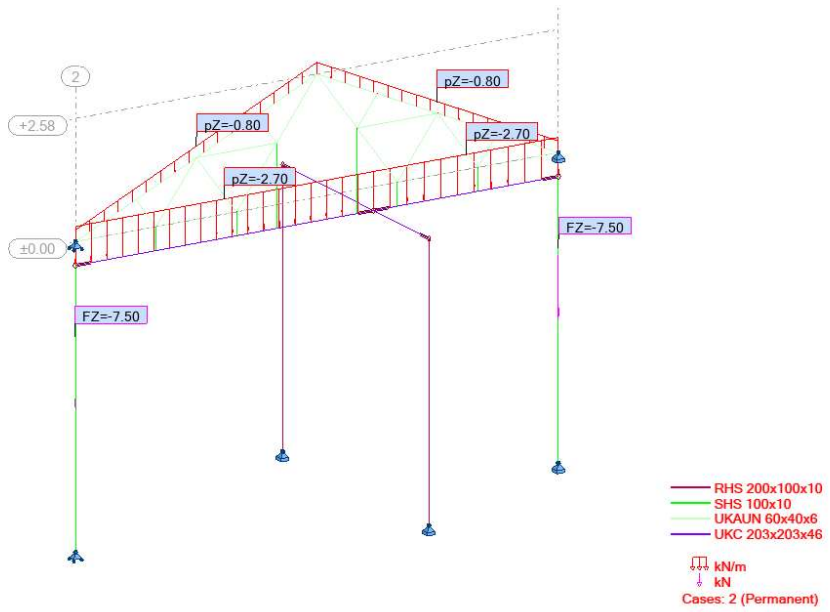 2
pZ=-0.80
+2.58
pZ=-0.80
pZ=-2.70
pZ=-2.70
±0.00
FZ=-7.50
FZ=-7.50
RHS 200x100x10
SHS 100x10
UKAUN 60x40x6
UKC 203x203x46
kN/m
kN
Cases: 2 (Permanent)